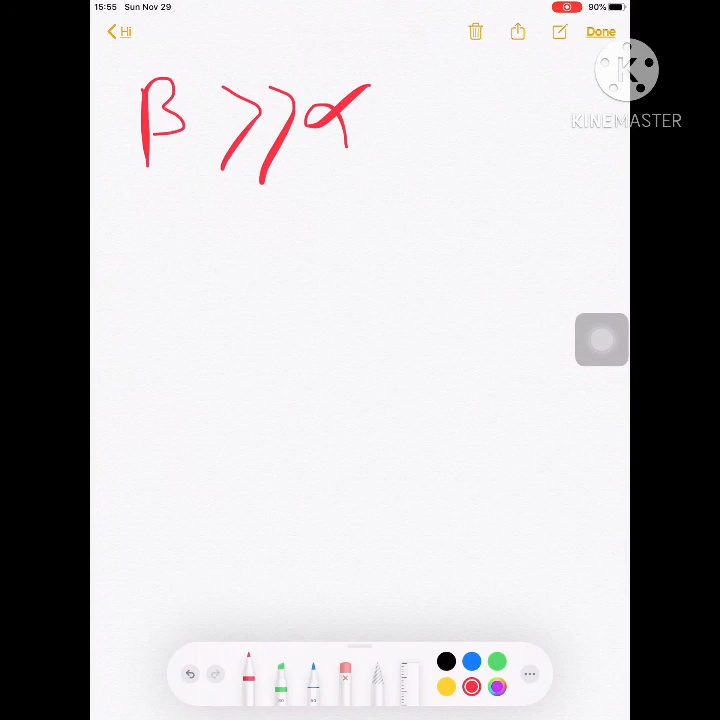 15:55 Sun Nov 29 90%
Hi Done
K
KINEMASTER
β >> α